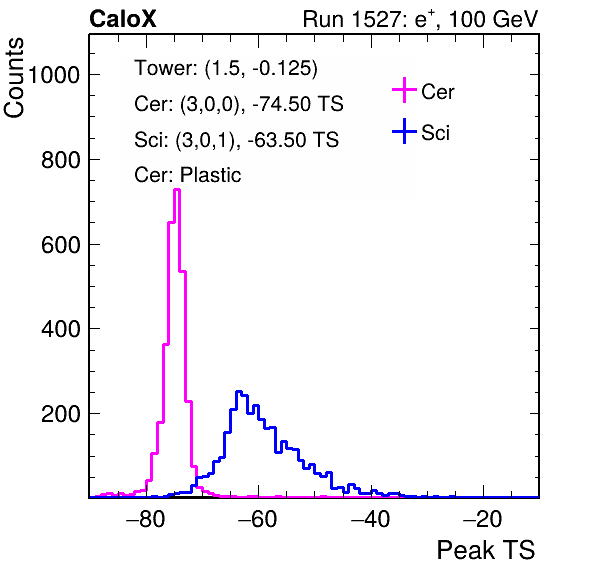 CaloX Run 1527: e⁺, 100 GeV
Counts
Tower: (1.5, -0.125)
Cer: (3,0,0), -74.50 TS
Sci: (3,0,1), -63.50 TS
Cer: Plastic
Cer
Sci
1000
800
600
400
200
−80 −60 −40 −20
Peak TS